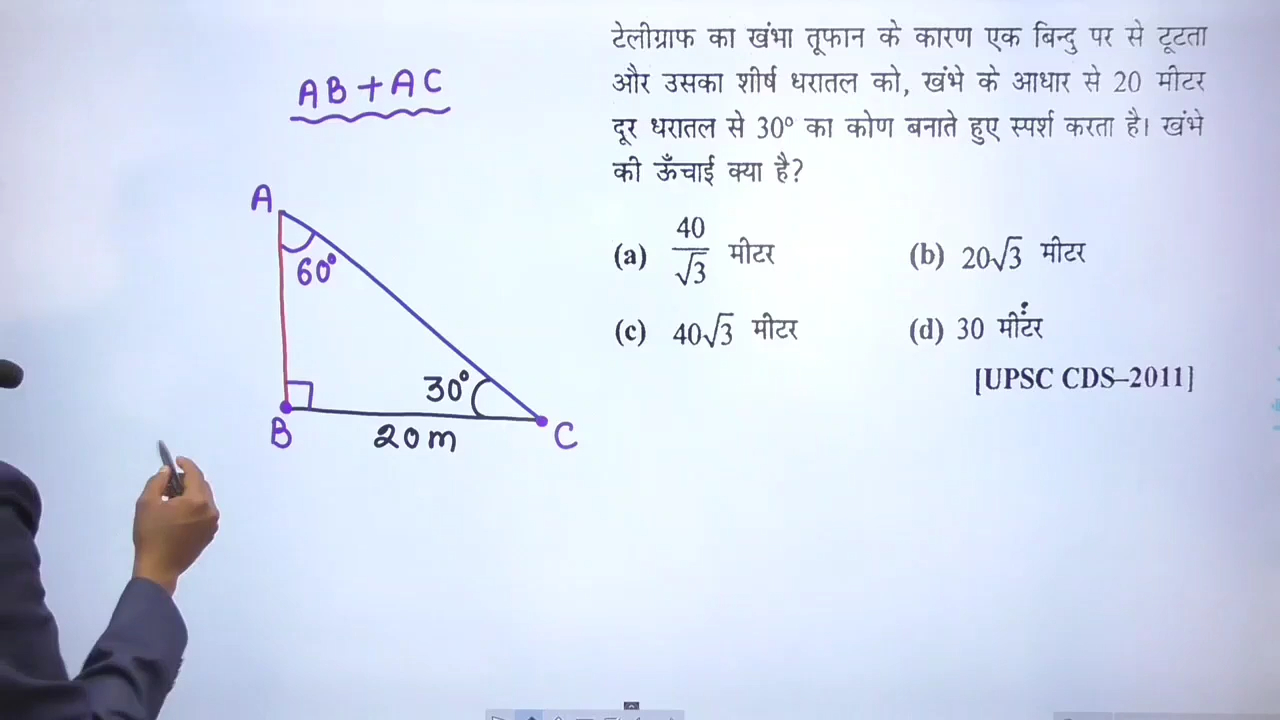 टेलीग्राफ का खंभा तूफान के कारण एक बिन्दु पर से टूटता
और उसका शीर्ष धरातल को, खंभे के आधार से 20 मीटर
दूर धरातल से 30° का कोण बनाते हुए स्पर्श करता है। खंभे
की ऊँचाई क्या है?
(a) 40/√3 मीटर (b) 20√3 मीटर
(c) 40√3 मीटर (d) 30 मीटर
[UPSC CDS–2011]
AB+AC
A
60°
30°
B
20m
C